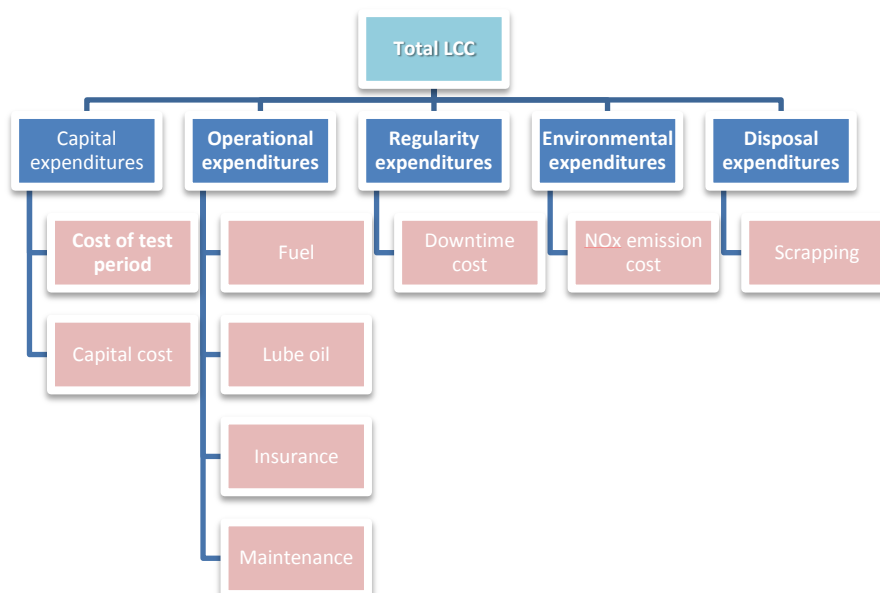 Total LCC
Capital
expenditures
Operational
expenditures
Regularity
expenditures
Environmental
expenditures
Disposal
expenditures
Cost of test
period
Fuel
Downtime
cost
NOx emission
cost
Scrapping
Capital cost
Lube oil
Insurance
Maintenance